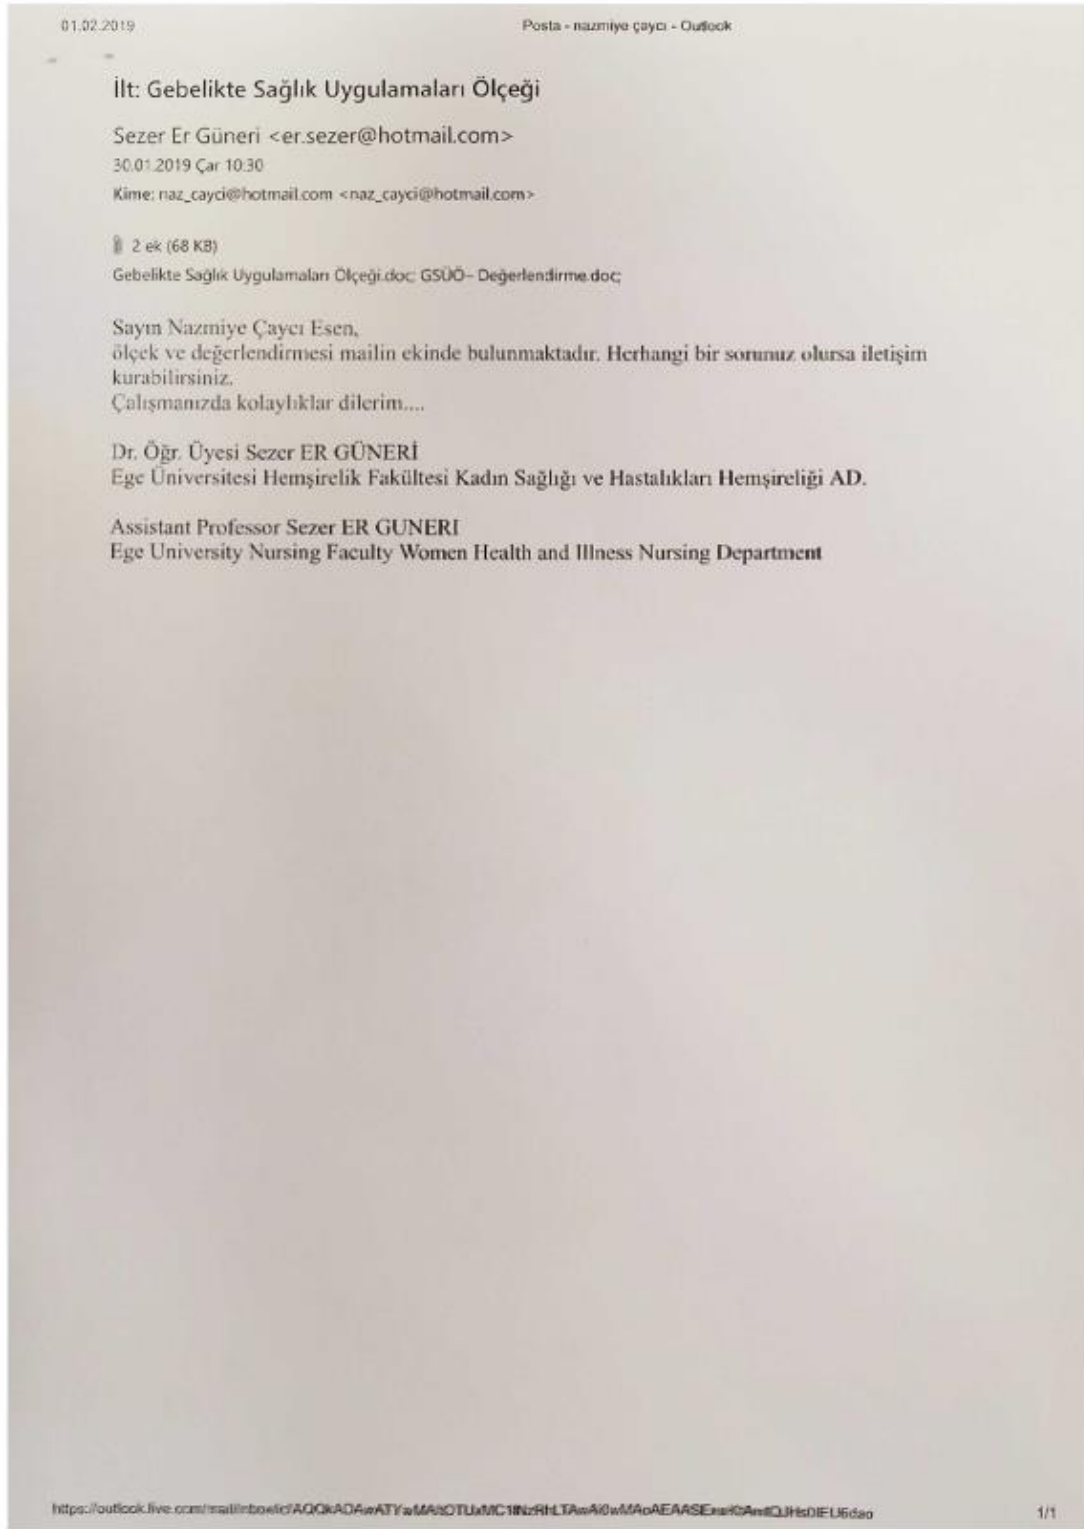 01.02.2019 Posta - nazmiye çaycı - Outlook
İlt: Gebelikte Sağlık Uygulamaları Ölçeği
Sezer Er Güneri <er.sezer@hotmail.com>
30.01.2019 Çar 10:30
Kime: naz_cayci@hotmail.com <naz_cayci@hotmail.com>
2 ek (68 KB)
Gebelikte Sağlık Uygulamaları Ölçeği.doc; GSUÖ- Değerlendirme.doc;
Sayın Nazmiye Çaycı Esen,
ölçek ve değerlendirmesi mailin ekinde bulunmaktadır. Herhangi bir sorunuz olursa iletişim
kurabilirsiniz.
Çalışmanızda kolaylıklar dilerim....
Dr. Öğr. Üyesi Sezer ER GÜNERİ
Ege Üniversitesi Hemşirelik Fakültesi Kadın Sağlığı ve Hastalıkları Hemşireliği AD.
Assistant Professor Sezer ER GUNERI
Ege University Nursing Faculty Women Health and Illness Nursing Department
1/1